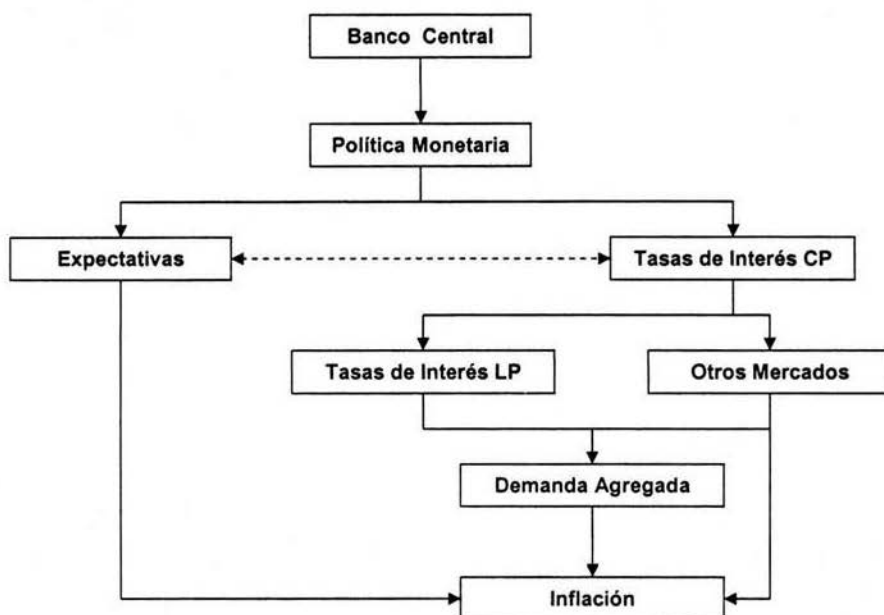 Banco Central
Política Monetaria
Expectativas
Tasas de Interés CP
Tasas de Interés LP
Otros Mercados
Demanda Agregada
Inflación